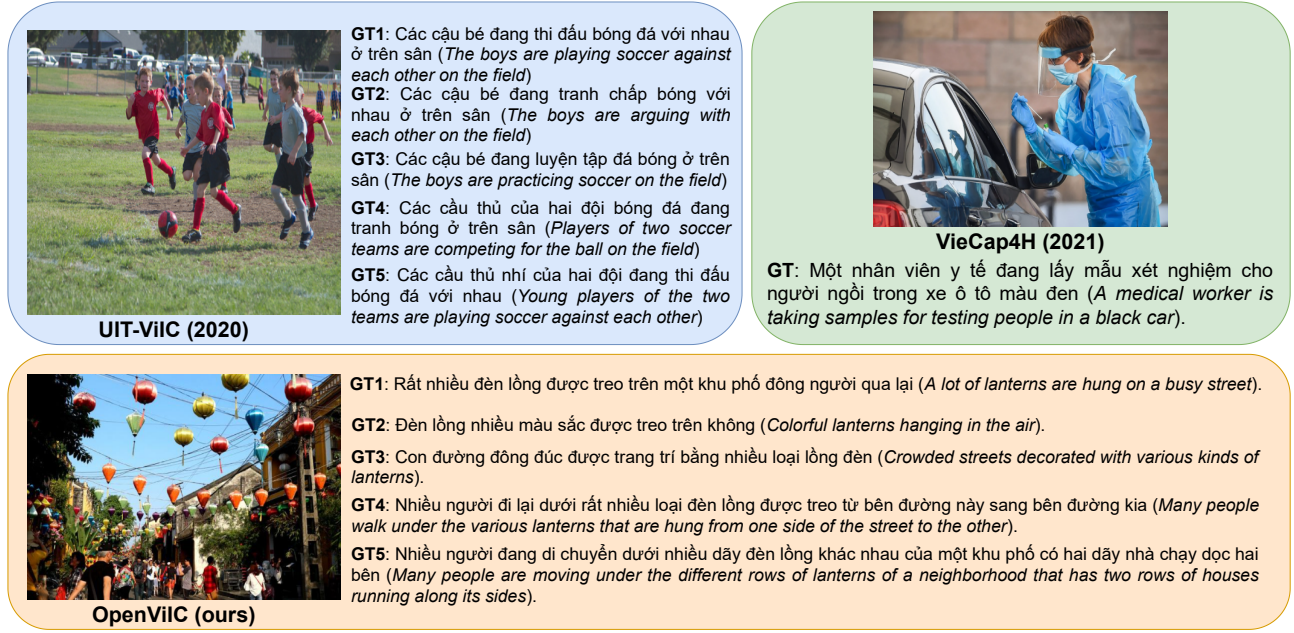 GT1: Các cậu bé đang thi đấu bóng đá với nhau
ở trên sân (The boys are playing soccer against
each other on the field)
GT2: Các cậu bé đang tranh chấp bóng với
nhau ở trên sân (The boys are arguing with
each other on the field)
GT3: Các cậu bé đang luyện tập đá bóng ở trên
sân (The boys are practicing soccer on the field)
GT4: Các cầu thủ của hai đội bóng đá đang
tranh bóng ở trên sân (Players of two soccer
teams are competing for the ball on the field)
GT5: Các cầu thủ nhí của hai đội đang thi đấu
bóng đá với nhau (Young players of the two
teams are playing soccer against each other)
UIT-ViIC (2020)
VieCap4H (2021)
GT: Một nhân viên y tế đang lấy mẫu xét nghiệm cho
người ngồi trong xe ô tô màu đen (A medical worker is
taking samples for testing people in a black car).
GT1: Rất nhiều đèn lồng được treo trên một khu phố đông người qua lại (A lot of lanterns are hung on a busy street).
GT2: Đèn lồng nhiều màu sắc được treo trên không (Colorful lanterns hanging in the air).
GT3: Con đường đông đúc được trang trí bằng nhiều loại lồng đèn (Crowded streets decorated with various kinds of
lanterns).
GT4: Nhiều người đi lại dưới rất nhiều loại đèn lồng được treo từ bên đường này sang bên đường kia (Many people
walk under the various lanterns that are hung from one side of the street to the other).
GT5: Nhiều người đang di chuyển dưới nhiều dãy đèn lồng khác nhau của một khu phố có hai dãy nhà chạy dọc hai
bên (Many people are moving under the different rows of lanterns of a neighborhood that has two rows of houses
running along its sides).
OpenViIC (ours)